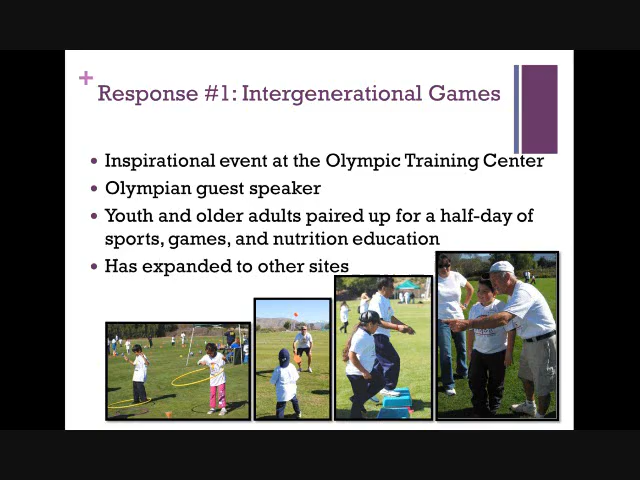 +
Response #1: Intergenerational Games
• Inspirational event at the Olympic Training Center
• Olympian guest speaker
• Youth and older adults paired up for a half-day of
sports, games, and nutrition education
• Has expanded to other sites